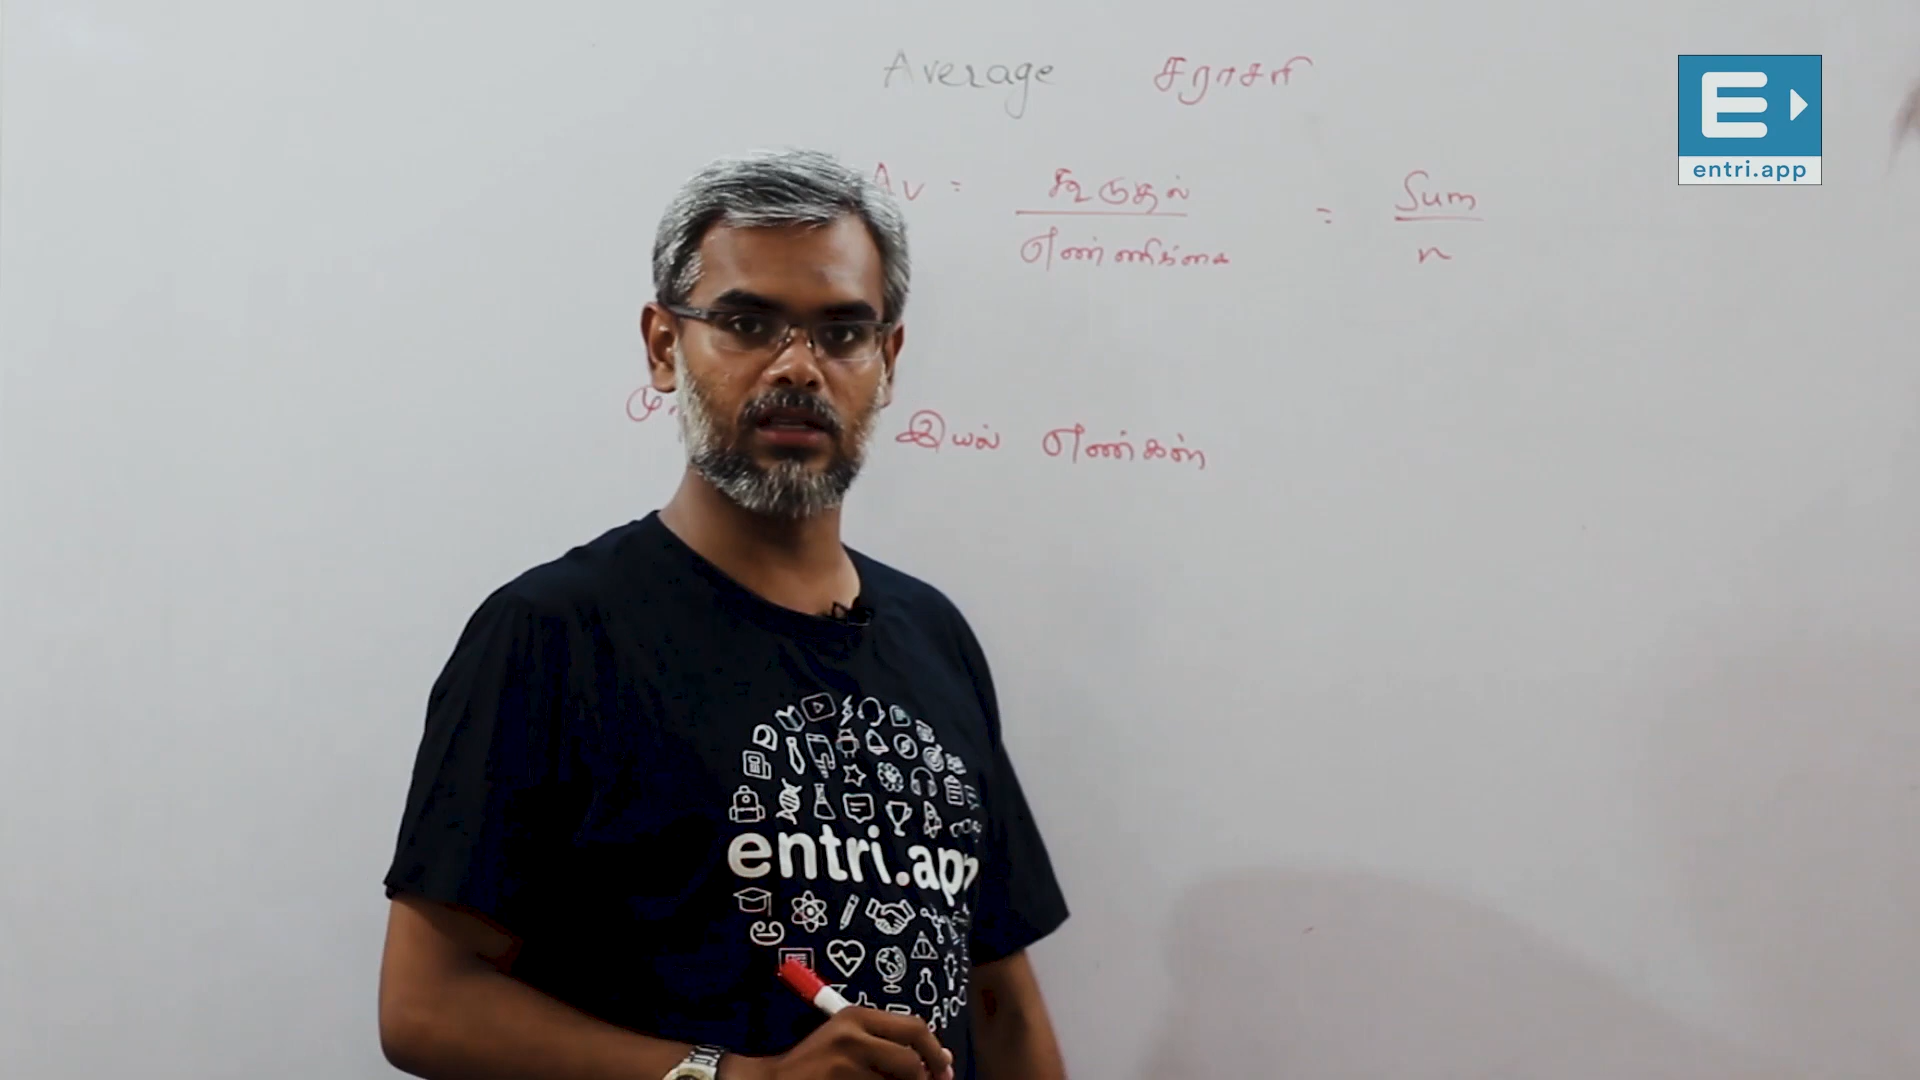 Average சராசரி
Av = கூடுதல் / எண்ணிக்கை = Sum / n
இயல் எண்கள்
entri.app
entri.app